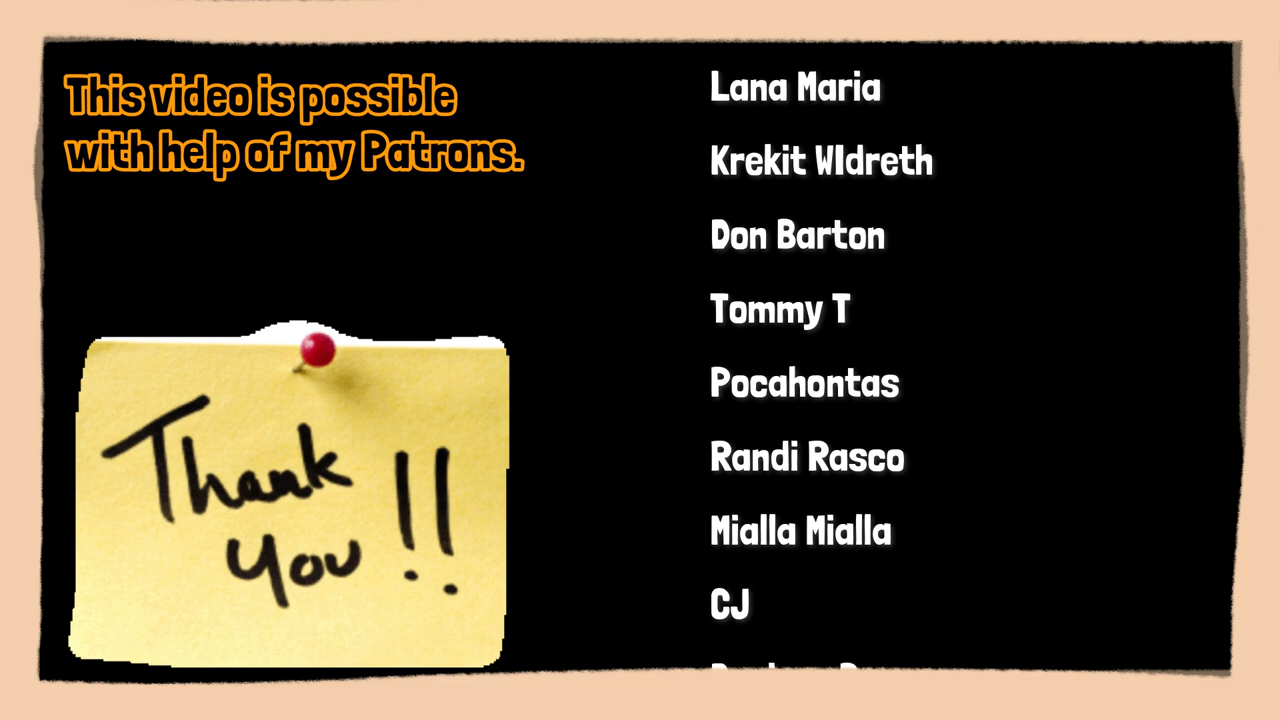 This video is possible
with help of my Patrons.
Thank
You !!
Lana Maria
Krekit WIdreth
Don Barton
Tommy T
Pocahontas
Randi Rasco
Mialla Mialla
CJ